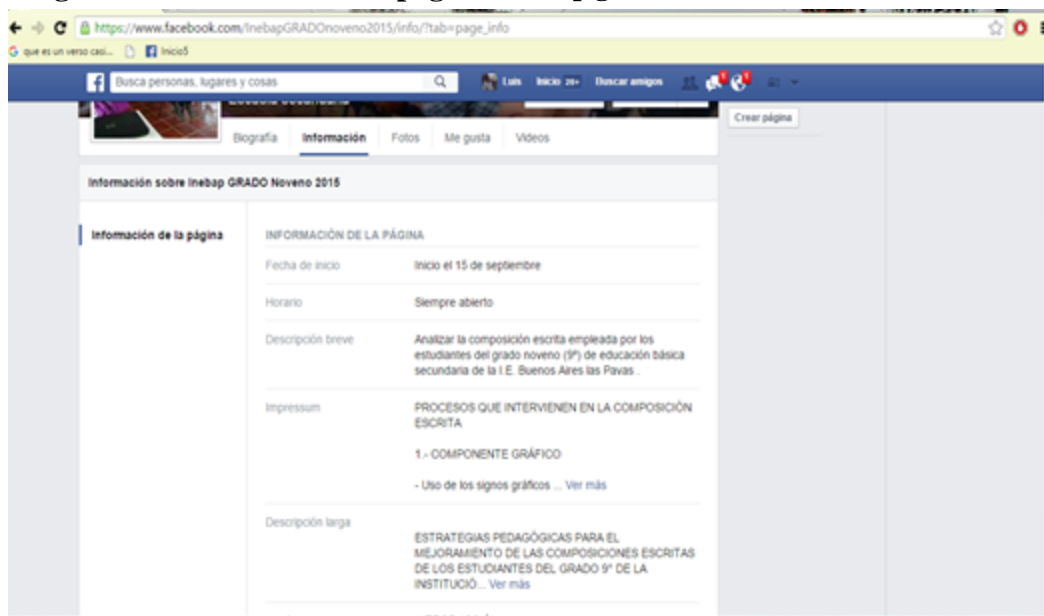 https://www.facebook.com/InebapGRADOnoveno2015/info/?tab=page_info
que es un verso casi... Inicio5
Busca personas, lugares y cosas Luis Inicio 20+ Buscar amigos
Crear página
Biografía Información Fotos Me gusta Videos
Información sobre Inebap GRADO Noveno 2015
Información de la página
INFORMACIÓN DE LA PÁGINA
Fecha de inicio Inicio el 15 de septiembre
Horario Siempre abierto
Descripción breve Analizar la composición escrita empleada por los
estudiantes del grado noveno (9º) de educación básica
secundaria de la I.E. Buenos Aires las Pavas .
Impressum PROCESOS QUE INTERVIENEN EN LA COMPOSICIÓN
ESCRITA
1.- COMPONENTE GRÁFICO
- Uso de los signos gráficos ... Ver más
Descripción larga
ESTRATEGIAS PEDAGÓGICAS PARA EL
MEJORAMIENTO DE LAS COMPOSICIONES ESCRITAS
DE LOS ESTUDIANTES DEL GRADO 9° DE LA
INSTITUCIÓ... Ver más